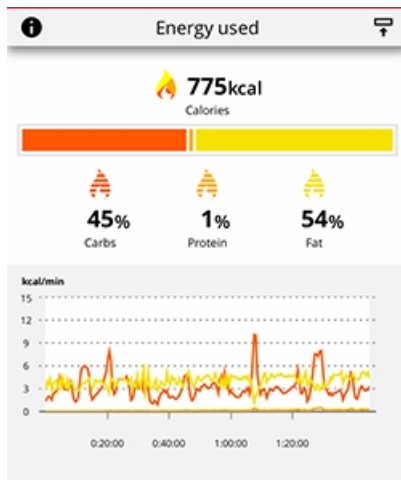 Energy used
775kcal
Calories
45% 1% 54%
Carbs Protein Fat
kcal/min
15
12
9
6
3
0
0:20:00 0:40:00 1:00:00 1:20:00